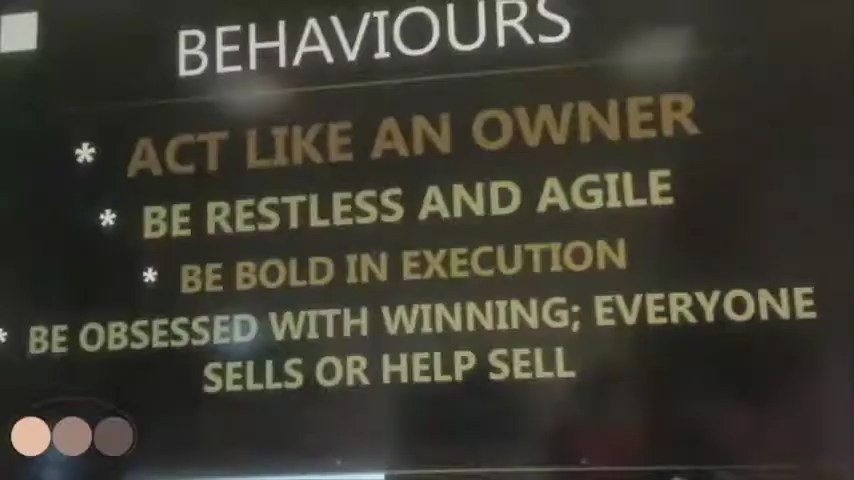 BEHAVIOURS
* ACT LIKE AN OWNER
* BE RESTLESS AND AGILE
* BE BOLD IN EXECUTION
* BE OBSESSED WITH WINNING; EVERYONE
SELLS OR HELP SELL